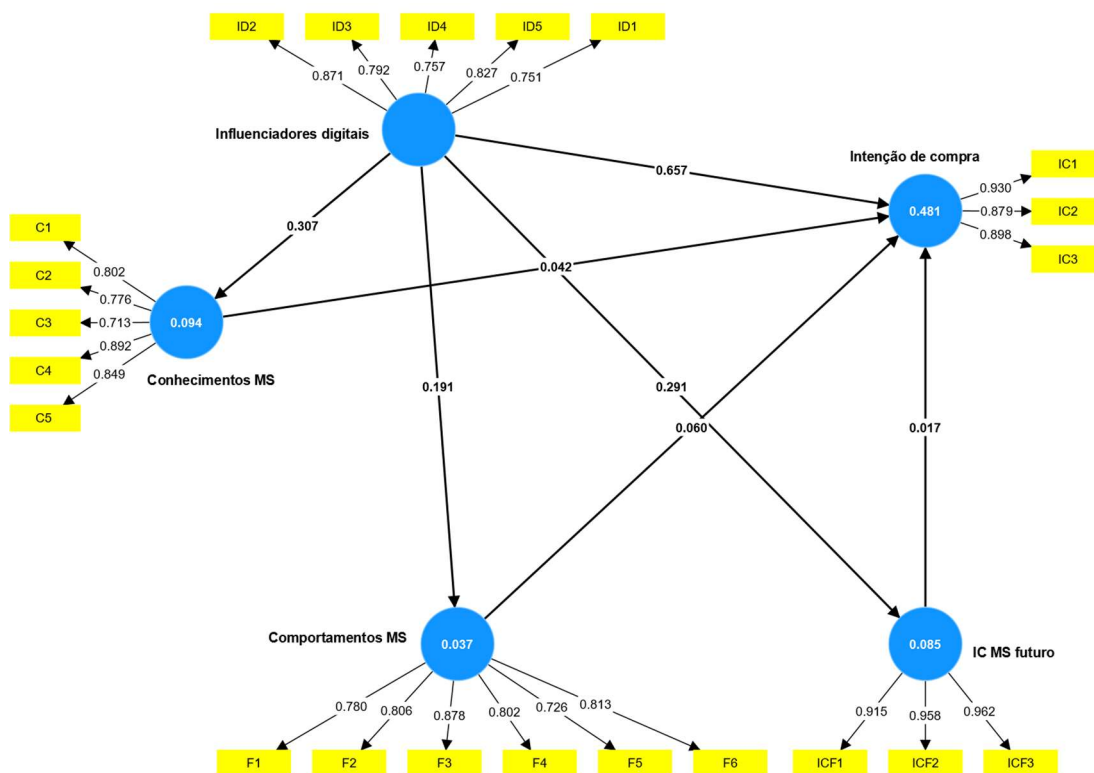 ID2 ID3 ID4 ID5 ID1
0.871 0.792 0.757 0.827 0.751
Influenciadores digitais
Intenção de compra
0.657
IC1
0.930
0.481
0.879
IC2
0.898
IC3
0.307
C1
0.802
C2
0.776
0.042
C3
0.713
0.094
0.892
C4
0.849
Conhecimentos MS
C5
0.191
0.291
0.060
0.017
Comportamentos MS
0.037
0.085
IC MS futuro
0.780 0.806 0.878 0.802 0.726 0.813
0.915 0.958 0.962
F1 F2 F3 F4 F5 F6 ICF1 ICF2 ICF3